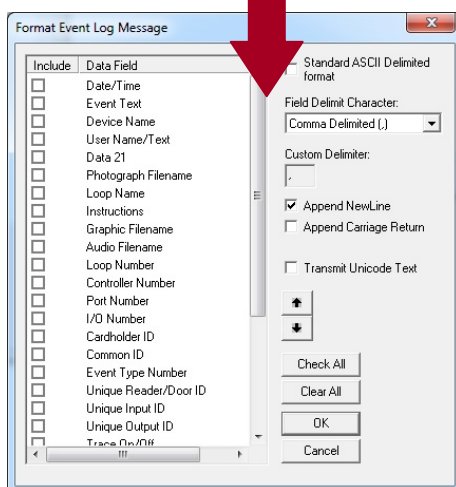 Format Event Log Message
Include Data Field
Date/Time
Event Text
Device Name
User Name/Text
Data 21
Photograph Filename
Loop Name
Instructions
Graphic Filename
Audio Filename
Loop Number
Controller Number
Port Number
I/O Number
Cardholder ID
Common ID
Event Type Number
Unique Reader/Door ID
Unique Input ID
Unique Output ID
Trace On/Off
Standard ASCII Delimited
format
Field Delimit Character:
Comma Delimited (,)
Custom Delimiter:
,
Append NewLine
Append Carriage Return
Transmit Unicode Text
Check All
Clear All
OK
Cancel